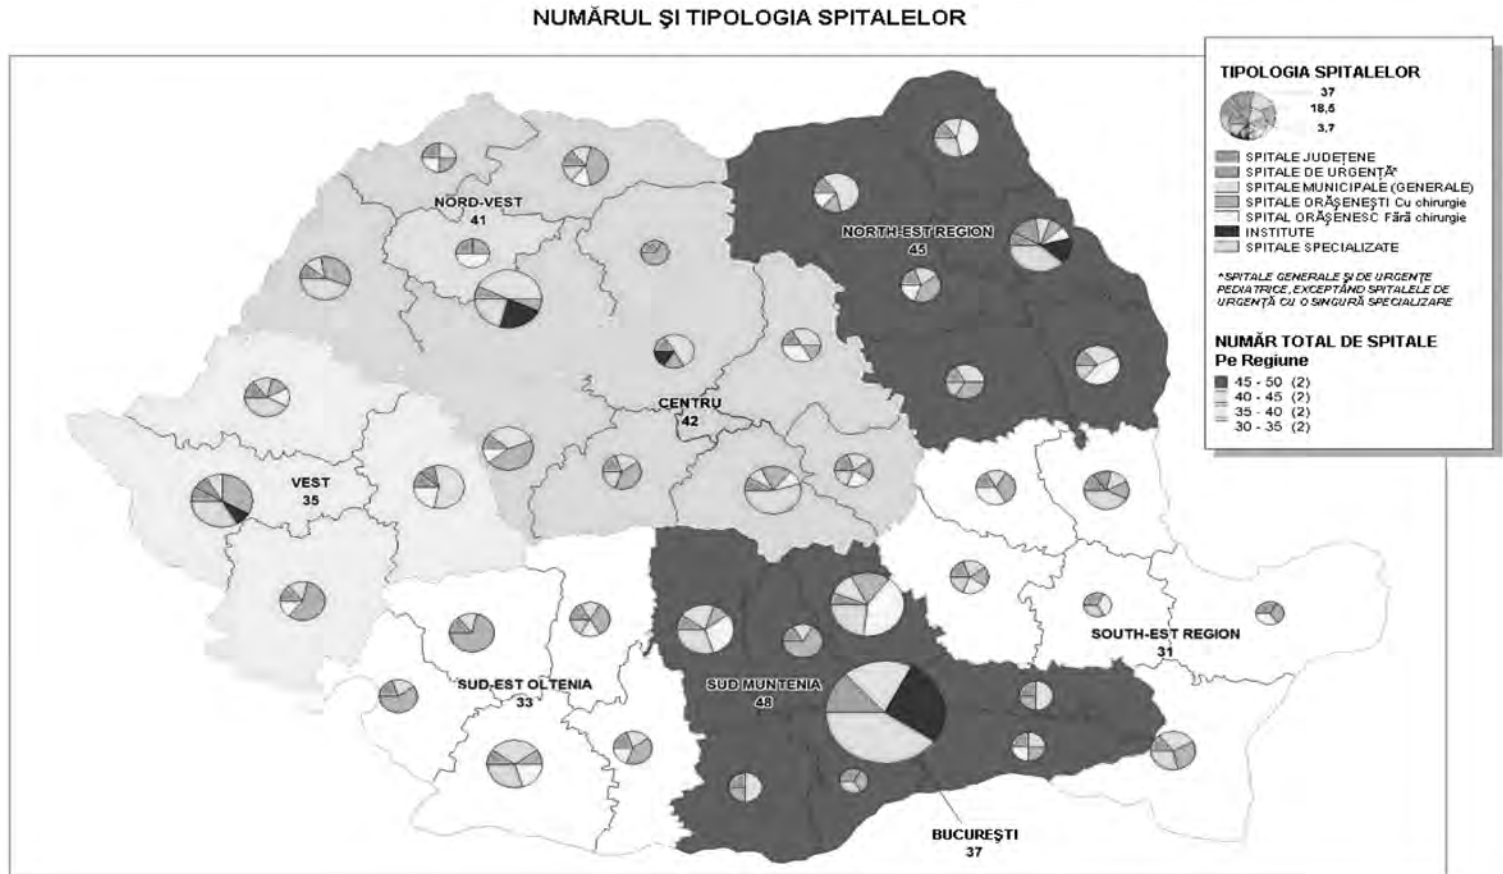 NUMĂRUL ŞI TIPOLOGIA SPITALELOR
TIPOLOGIA SPITALELOR
37
18,5
3,7
SPITALE JUDEŢENE
SPITALE DE URGENŢĂ*
SPITALE MUNICIPALE (GENERALE)
SPITALE ORĂŞENEŞTI Cu chirurgie
SPITAL ORĂŞENESC Fără chirurgie
INSTITUTE
SPITALE SPECIALIZATE
*SPITALE GENERALE ŞI DE URGENŢE
PEDIATRICE, EXCEPTÂND SPITALELE DE
URGENŢĂ CU O SINGURĂ SPECIALIZARE
NUMĂR TOTAL DE SPITALE
Pe Regiune
45 - 50 (2)
40 - 45 (2)
35 - 40 (2)
30 - 35 (2)
NORD-VEST
41
NORTH-EST REGION
45
CENTRU
42
VEST
35
SUD-EST OLTENIA
33
SUD MUNTENIA
48
SOUTH-EST REGION
31
BUCUREŞTI
37